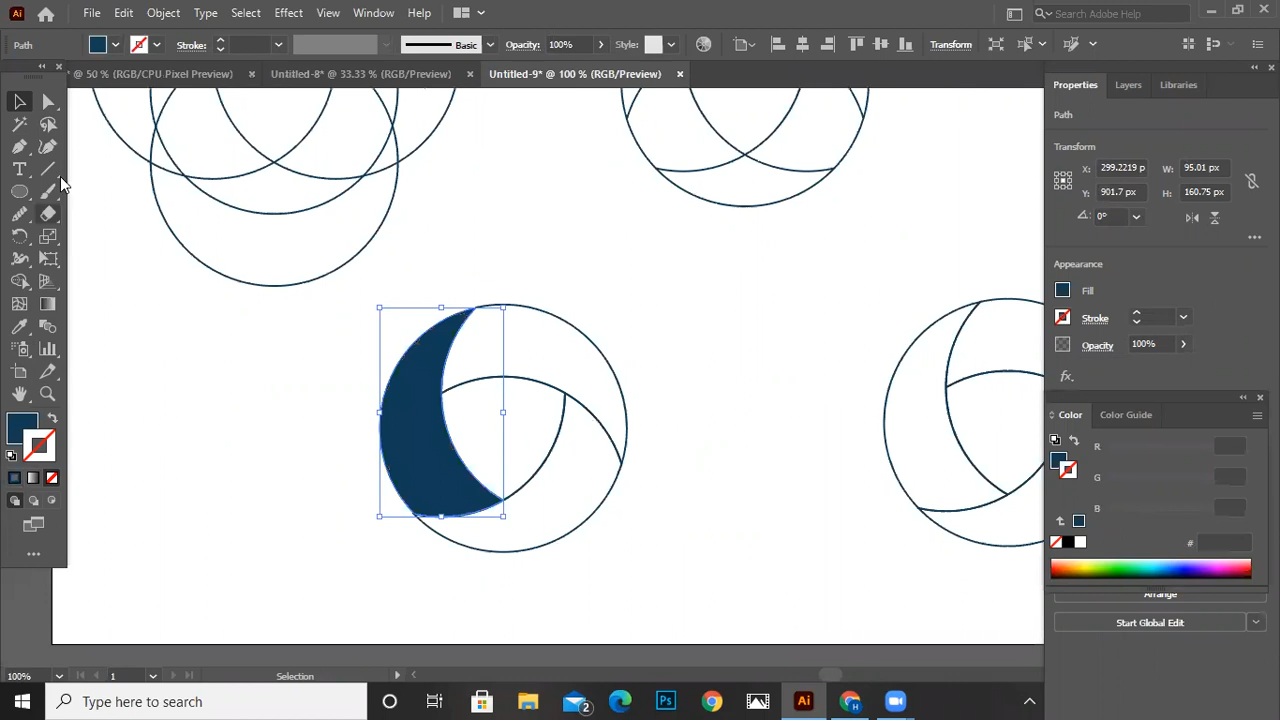 Ai File Edit Object Type Select Effect View Window Help Search Adobe Help
Path Stroke: Basic Opacity: 100% Style: Transform
* @ 50 % (RGB/CPU Pixel Preview) × Untitled-8* @ 33.33 % (RGB/Preview) × Untitled-9* @ 100 % (RGB/Preview) ×
Properties Layers Libraries
Path
Transform
X: 299.2219 p W: 95.01 px
Y: 901.7 px H: 160.75 px
0°
Appearance
Fill
Stroke
Opacity 100%
fx.
Color Color Guide
R
G
B
#
Arrange
Start Global Edit
100% 1 Selection
Type here to search Ps Ai 2 H